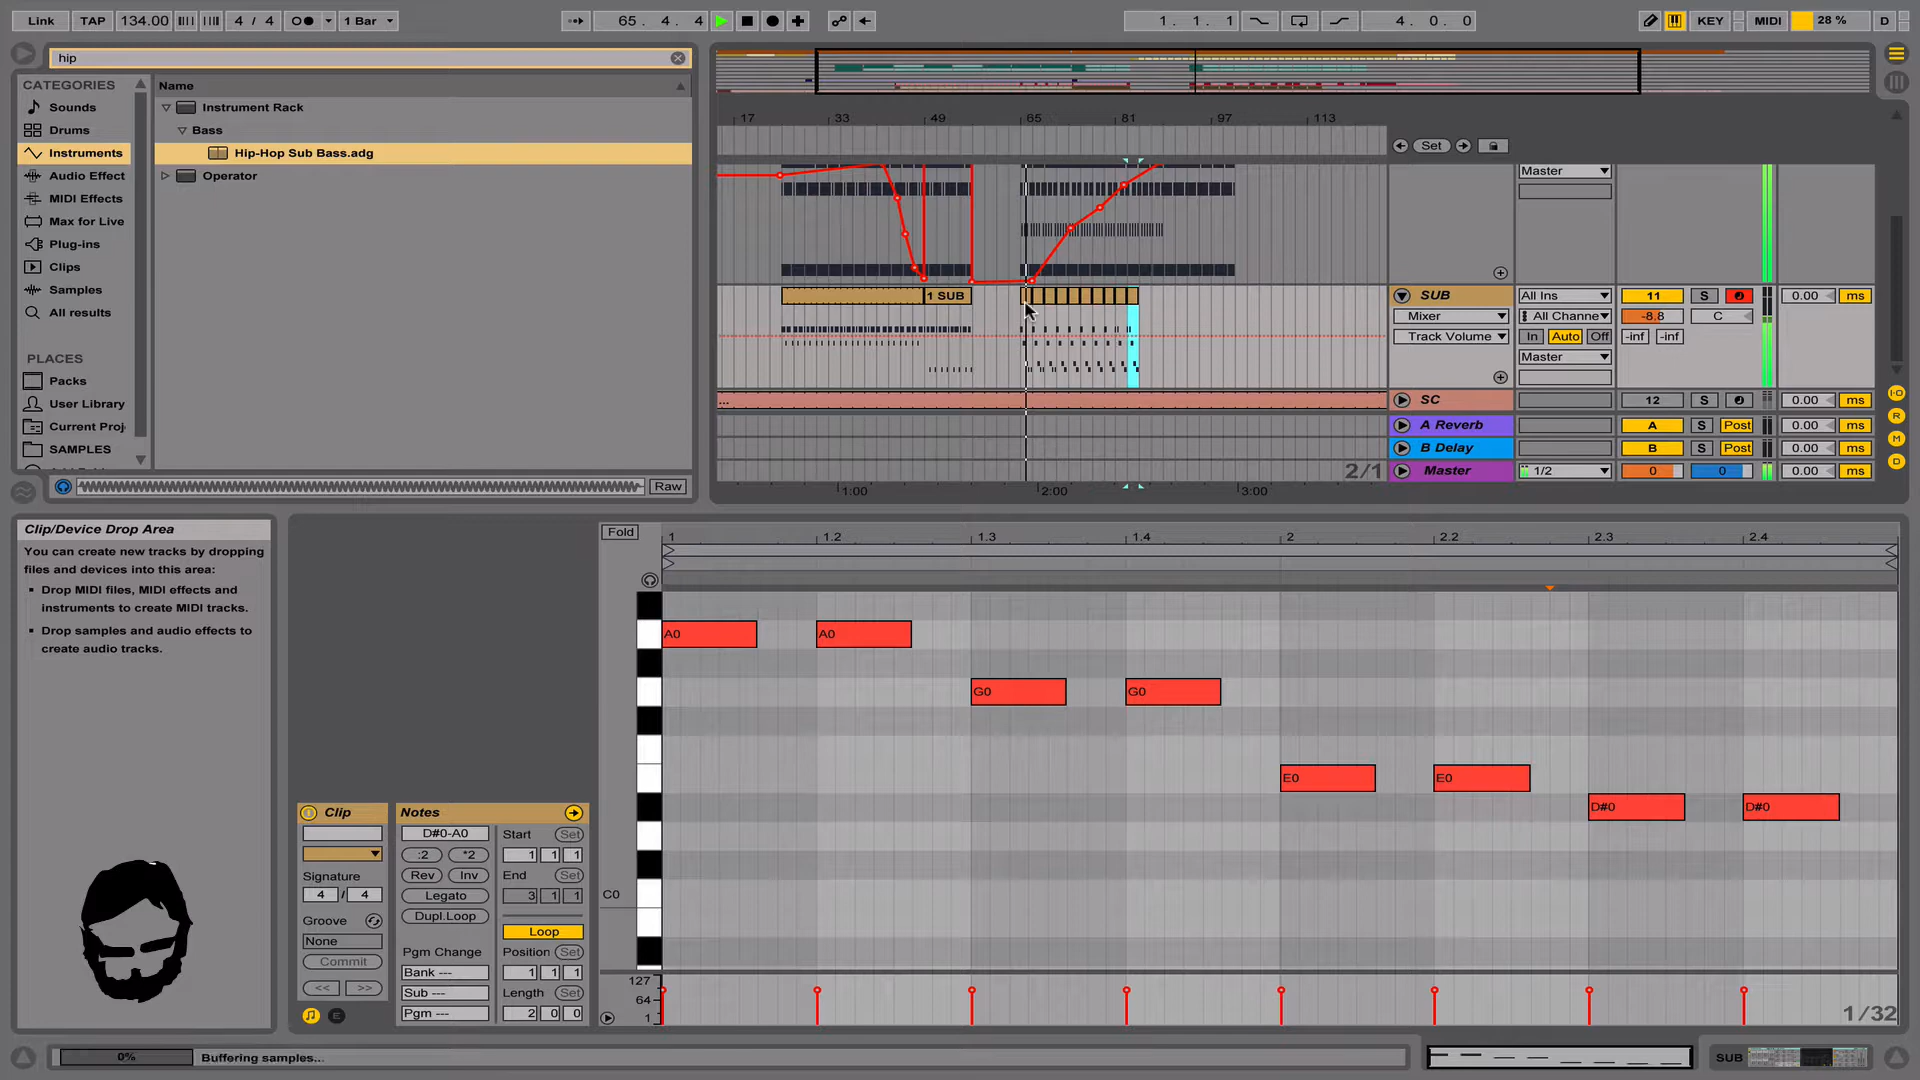 Link TAP 134.00 4 / 4 1 Bar 65. 4. 4 1. 1. 1 4. 0. 0 KEY MIDI 28 % D
hip
CATEGORIES
Sounds
Drums
Instruments
Audio Effect
MIDI Effects
Max for Live
Plug-ins
Clips
Samples
All results
PLACES
Packs
User Library
Current Proj
SAMPLES
Name
Instrument Rack
Bass
Hip-Hop Sub Bass.adg
Operator
Raw
17 33 49 65 81 97 113
Set
1 SUB
...
1:00 2:00 3:00
2/1
Master
SUB All Ins 11 S 0.00 ms
Mixer All Channe -8.8 C
Track Volume In Auto Off -inf -inf
Master
SC 12 S 0.00 ms
A Reverb A S Post 0.00 ms
B Delay B S Post 0.00 ms
Master 1/2 0 0 0.00 ms
I-O
R
M
D
Clip/Device Drop Area
You can create new tracks by dropping
files and devices into this area:
Drop MIDI files, MIDI effects and
instruments to create MIDI tracks.
Drop samples and audio effects to
create audio tracks.
Clip
Signature
4 / 4
Groove
None
Commit
<< >>
E
Notes
D#0-A0
:2 *2
Rev Inv
Legato
Dupl.Loop
Pgm Change
Bank ---
Sub ---
Pgm ---
Start Set
1 1 1
End Set
3 1 1
Loop
Position Set
1 1 1
Length Set
2 0 0
Fold
1 1.2 1.3 1.4 2 2.2 2.3 2.4
A0 A0
G0 G0
E0 E0
D#0 D#0
C0
127
64
1
1/32
0% Buffering samples...
SUB